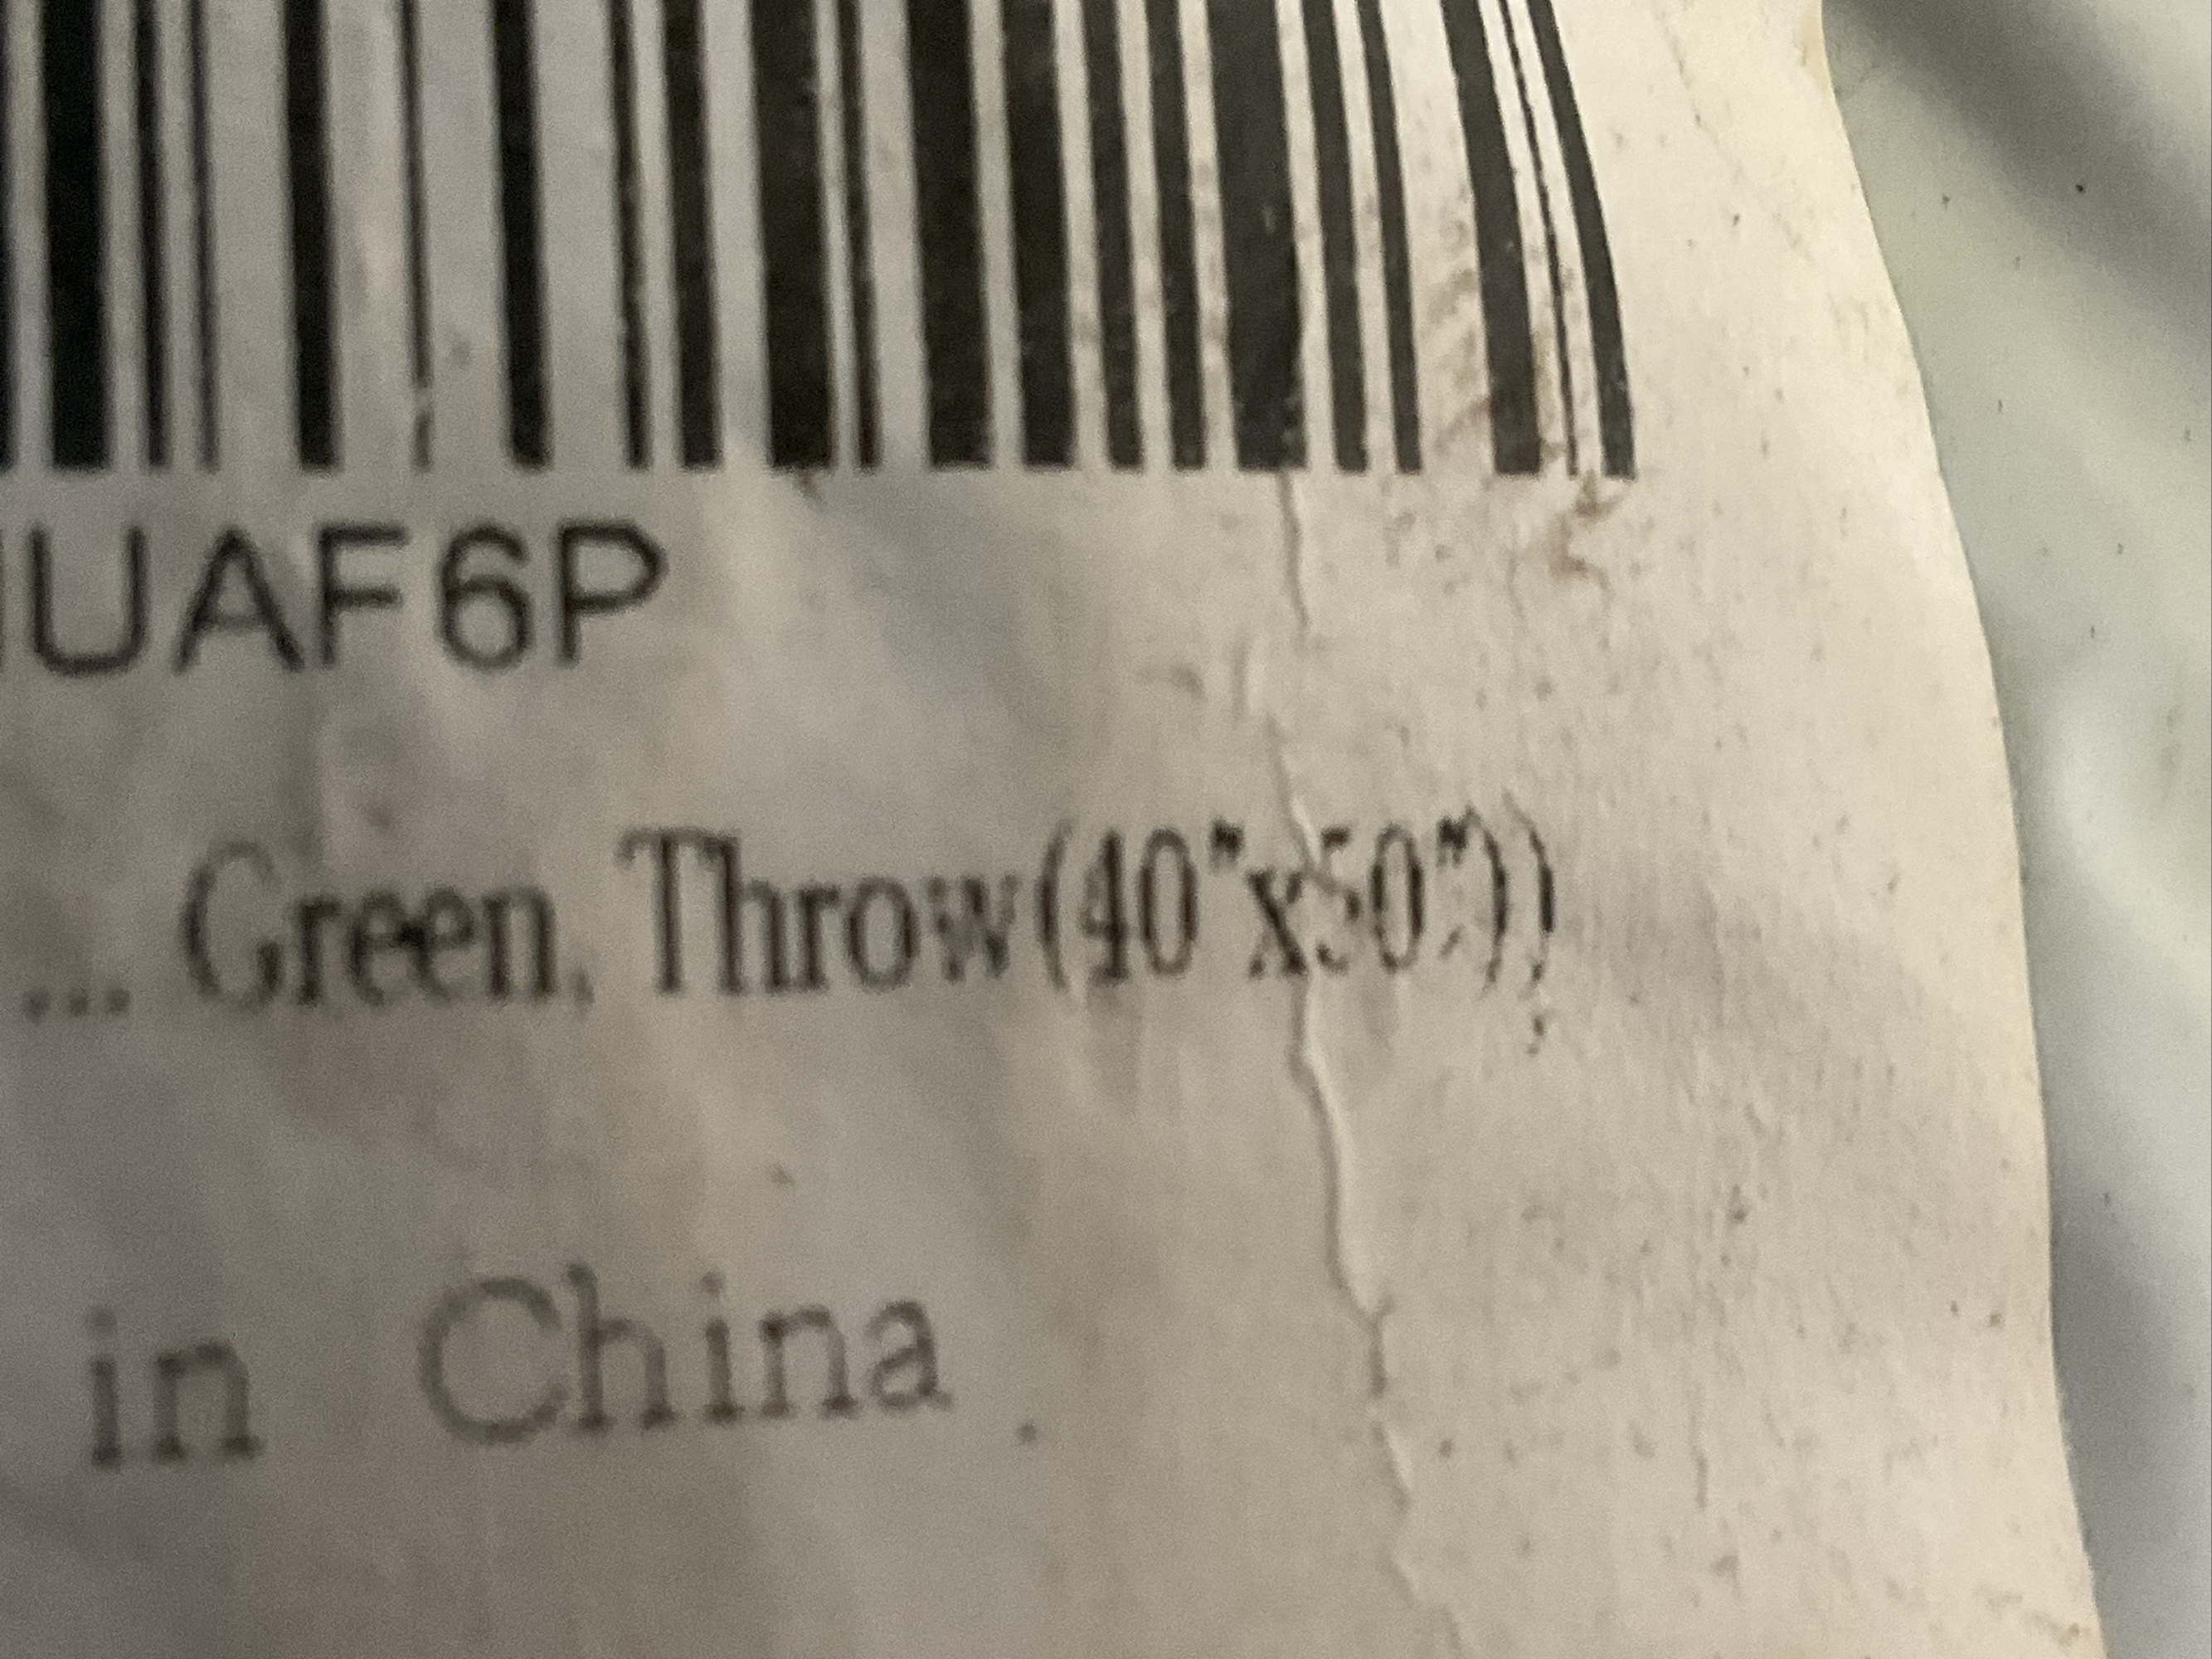 UAF6P
... Green, Throw(40"x50"))
in China .